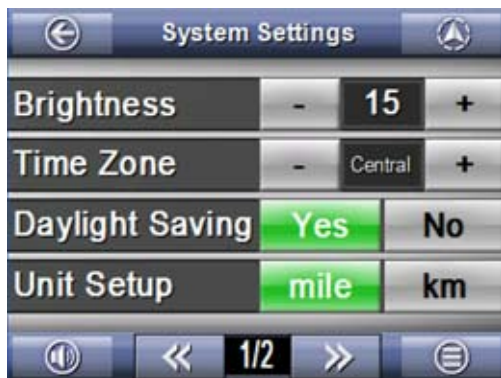 System Settings
Brightness - 15 +
Time Zone - Central +
Daylight Saving Yes No
Unit Setup mile km
1/2